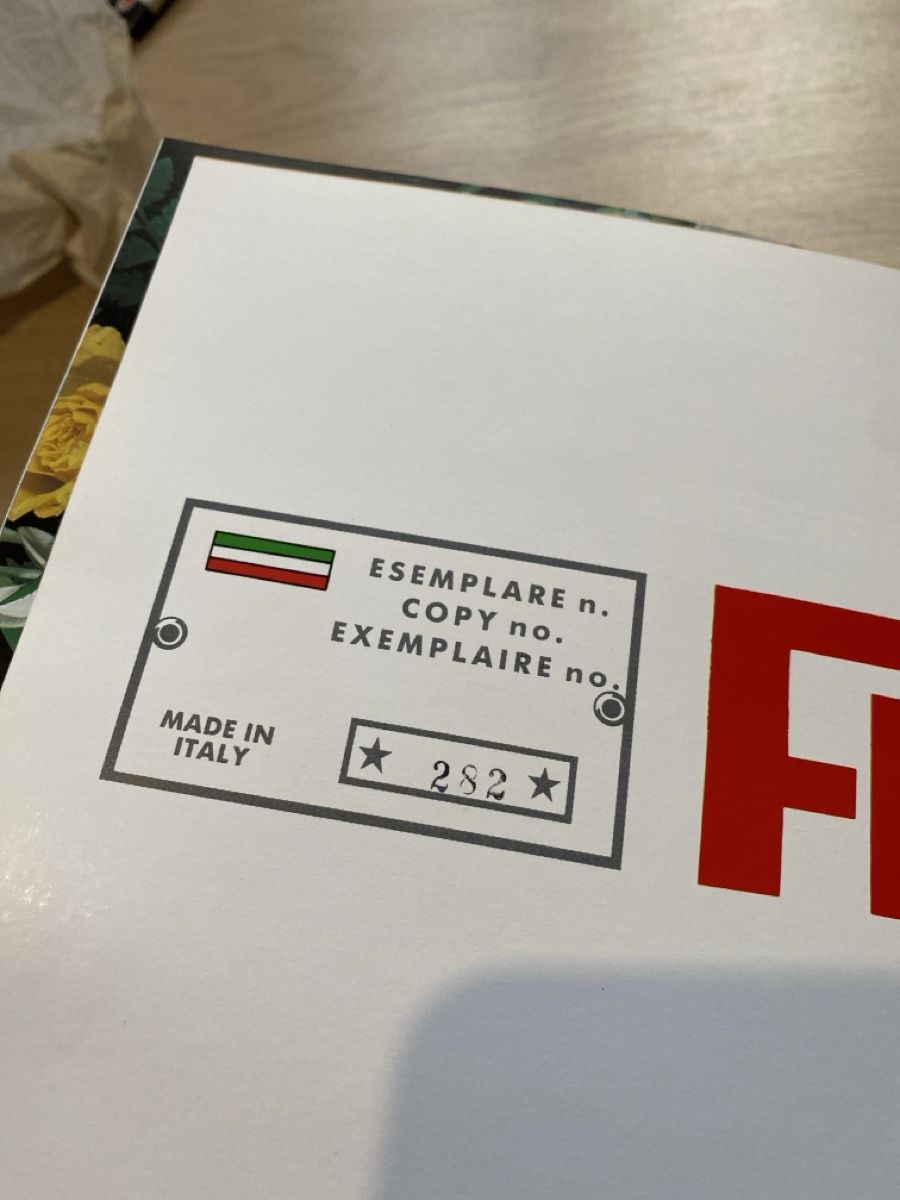 ESEMPLARE n.
COPY no.
EXEMPLAIRE no.
MADE IN
ITALY
★ 282 ★
F